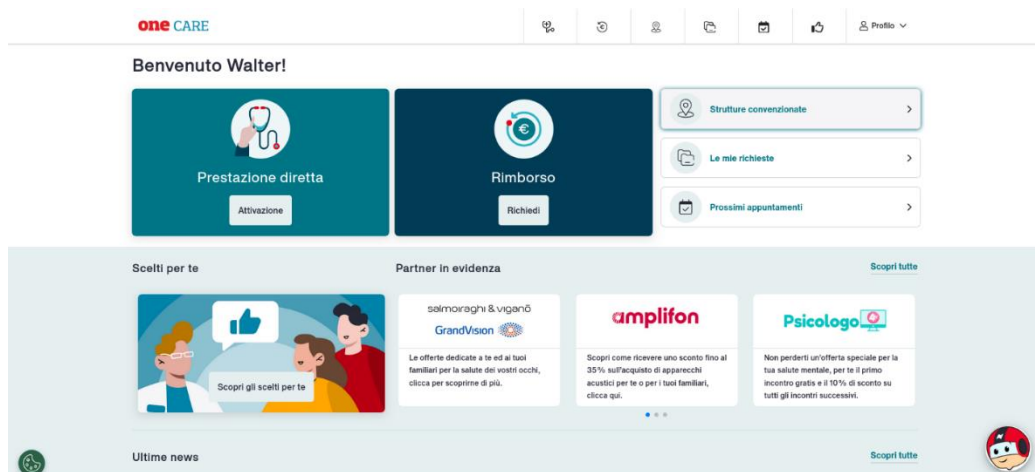 one CARE
Profilo
Benvenuto Walter!
Prestazione diretta
Attivazione
Rimborso
Richiedi
Strutture convenzionate
Le mie richieste
Prossimi appuntamenti
Scelti per te
Scopri gli scelti per te
Partner in evidenza
Scopri tutte
salmoiraghi & viganò
GrandVision
Le offerte dedicate a te ed ai tuoi
familiari per la salute dei vostri occhi,
clicca per scoprirne di più.
amplifon
Scopri come ricevere uno sconto fino al
35% sull'acquisto di apparecchi
acustici per te o per i tuoi familiari,
clicca qui.
Psicologo
Non perderti un'offerta speciale per la
tua salute mentale, per te il primo
incontro gratis e il 10% di sconto su
tutti gli incontri successivi.
Ultime news
Scopri tutte